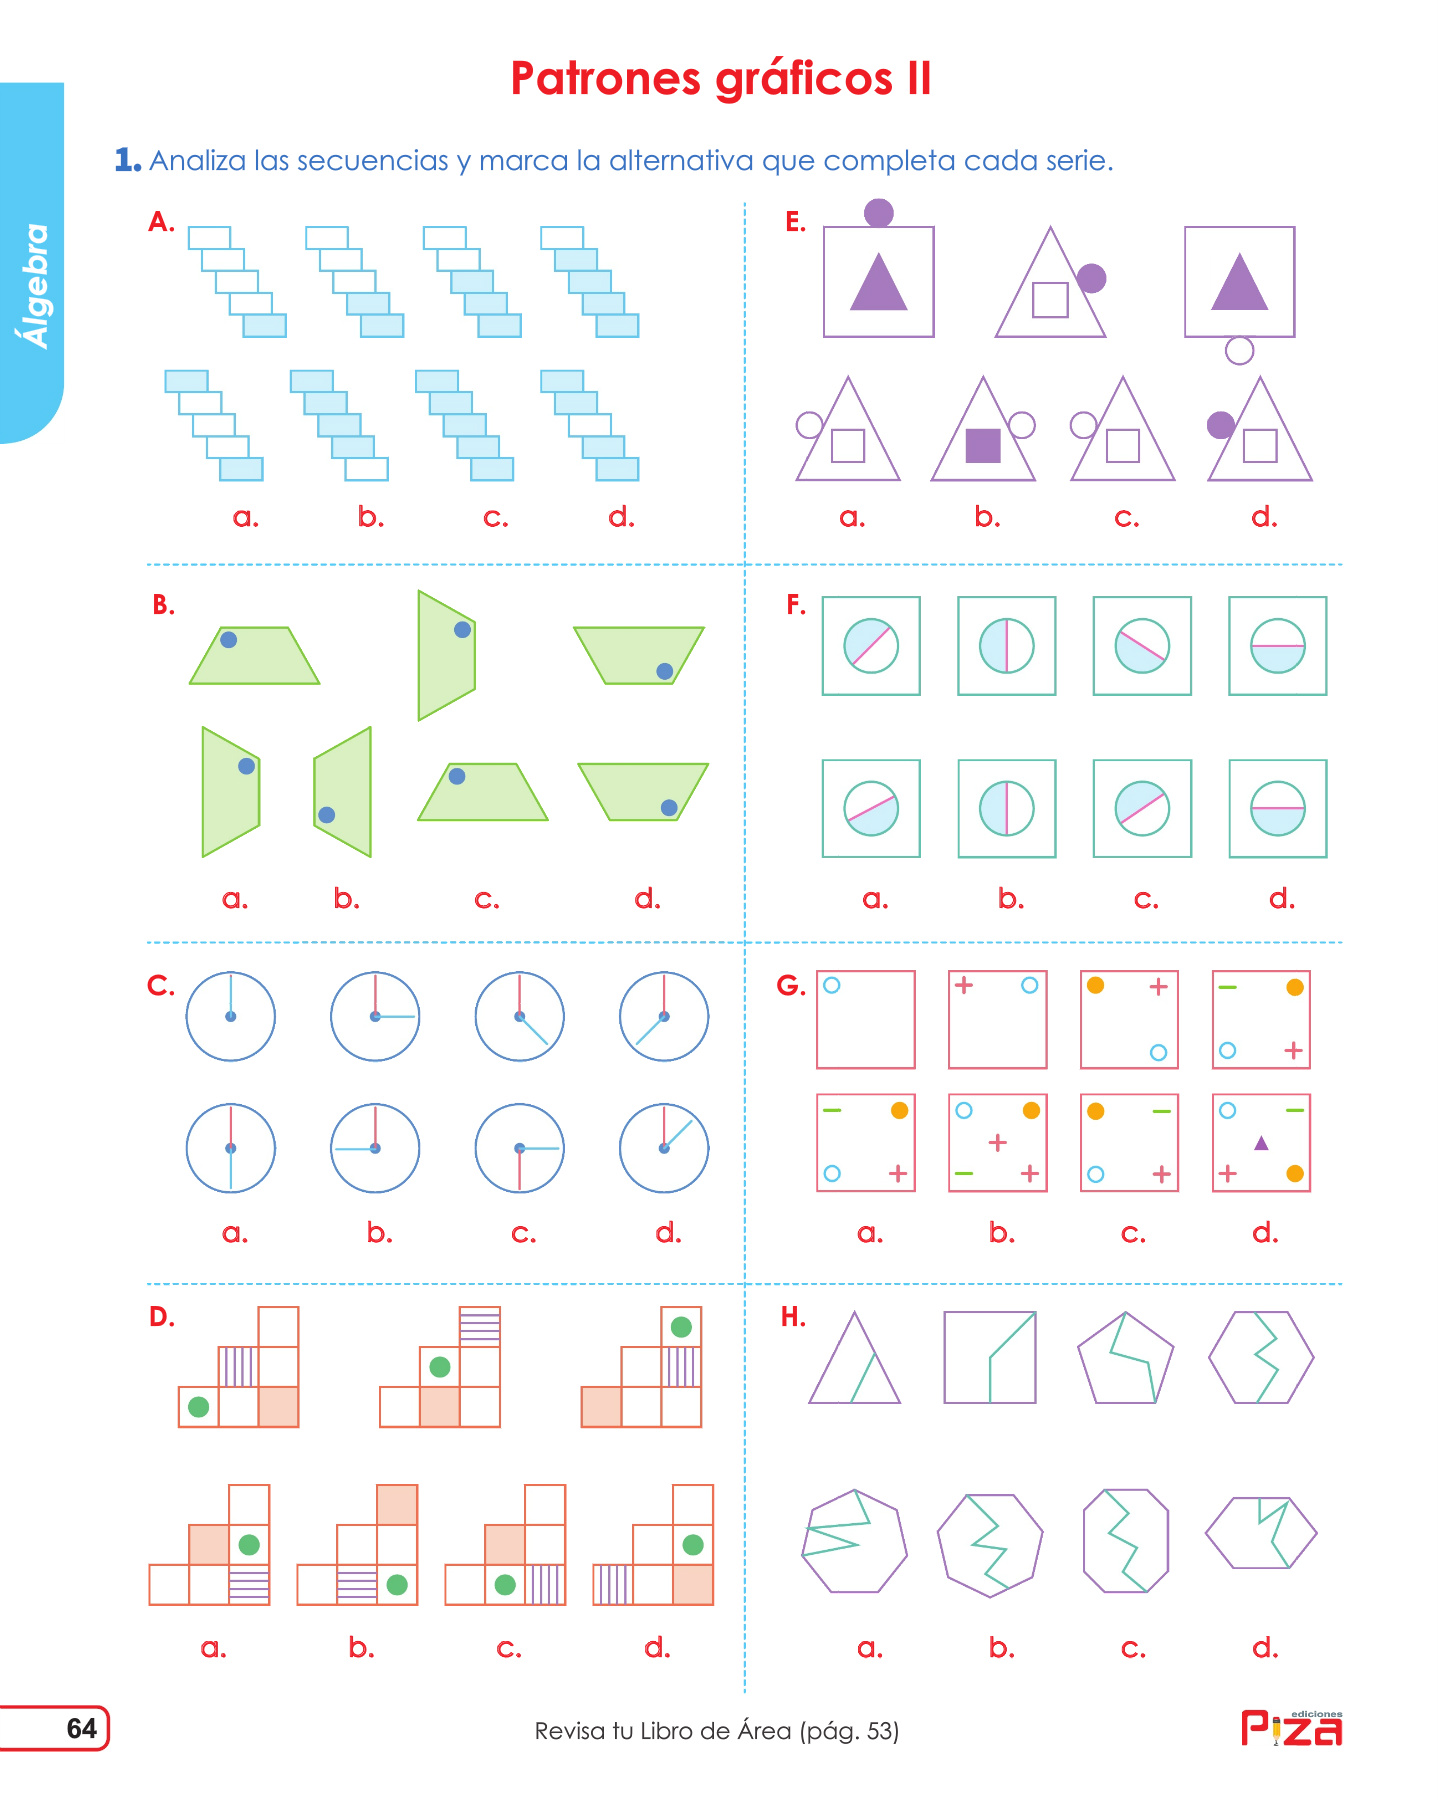 Patrones gráficos II
Álgebra
1. Analiza las secuencias y marca la alternativa que completa cada serie.
A.
a. b. c. d.
E.
a. b. c. d.
B.
a. b. c. d.
F.
a. b. c. d.
C.
a. b. c. d.
G.
a. b. c. d.
D.
a. b. c. d.
H.
a. b. c. d.
64
Revisa tu Libro de Área (pág. 53)
ediciones
Piza